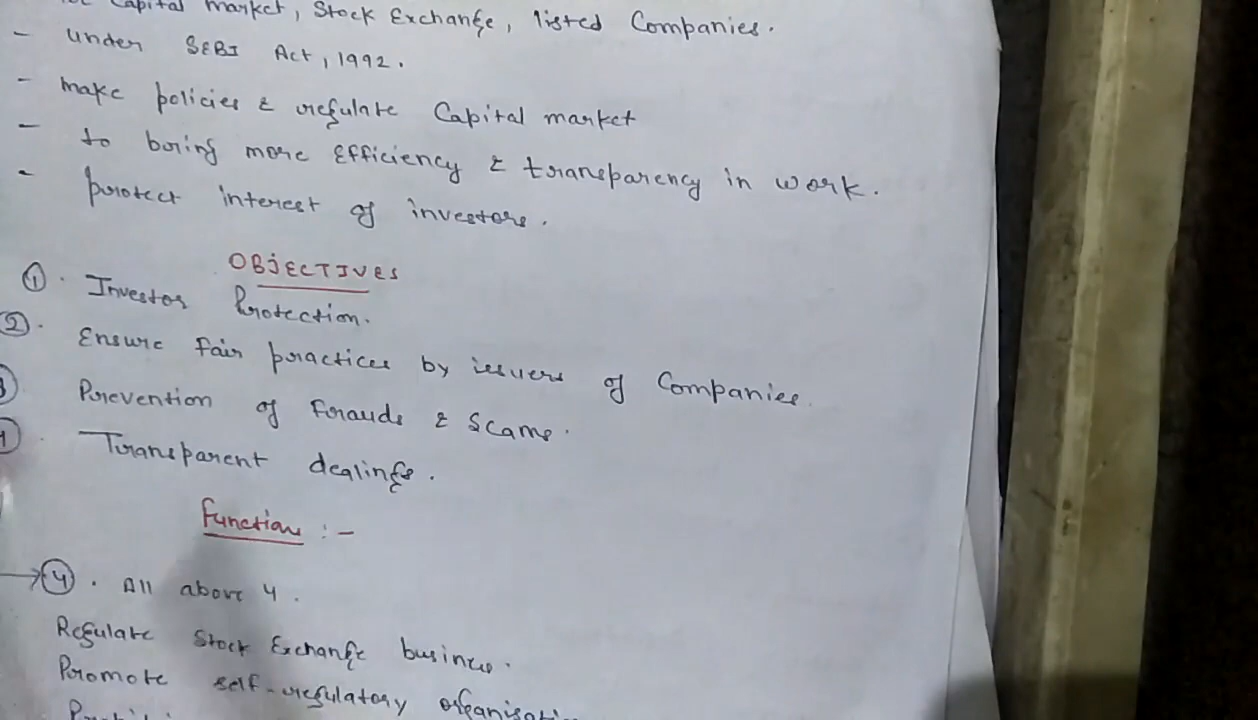 Capital market, Stock Exchange, listed Companies.
- under SEBI Act, 1992.
- make policies & regulate Capital market
- to bring more Efficiency & transparency in work.
- protect interest of investors.
OBJECTIVES
① . Investor Protection.
② . Ensure fair practices by issuers of Companies.
Prevention of Frauds & Scams.
Transparent dealings.
Function :-
→ ④ . All above 4 .
Regulate Stock Exchange business.
Promote self-regulatory